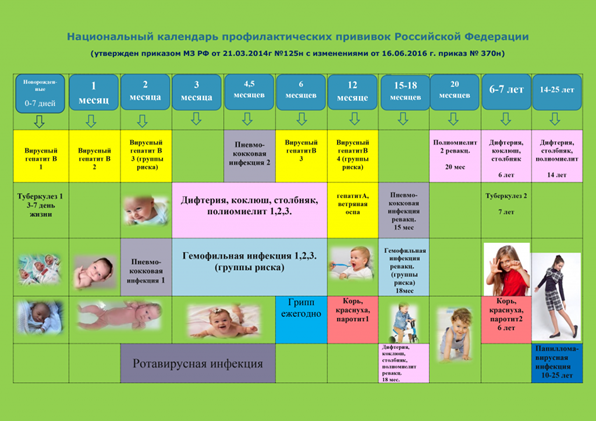 Национальный календарь профилактических прививок Российской Федерации
(утвержден приказом МЗ РФ от 21.03.2014г №125н с изменениями от 16.06.2016 г. приказ № 370н)
Новорожден-
ные
0-7 дней
1
месяц
2
месяца
3
месяца
4,5
месяцев
6
месяцев
12
месяце
15-18
месяцев
20
месяцев
6-7 лет
14-25 лет
Вирусный
гепатит В
1
Вирусный
гепатит В
2
Вирусный
гепатит В
3 (группы
риска)
Пневмо-
кокковая
инфекция 2
Вирусный
гепатитВ
3
Вирусный
гепатитВ
4 (группы
риска)
Полиомиелит
2 ревакц.
20 мес
Дифтерия,
коклюш,
столбняк
6 лет
Дифтерия,
столбняк,
полиомиелит
14 лет
Туберкулез 1
3-7 день
жизни
Дифтерия, коклюш, столбняк,
полиомиелит 1,2,3.
гепатитА,
ветряная
оспа
Пневмо-
кокковая
инфекция
ревакц.
15 мес
Туберкулез 2
7 лет
Пневмо-
кокковая
инфекция 1
Гемофильная инфекция 1,2,3.
(группы риска)
Гемофильная
инфекция
ревакц.
(группы
риска)
18мес
Грипп
ежегодно
Корь,
краснуха,
паротит1
Корь,
краснуха,
паротит2
6 лет
Ротавирусная инфекция
Дифтерия,
коклюш,
столбняк,
полиомиелит
ревакц.
18 мес.
Папиллома-
вирусная
инфекция
10-25 лет